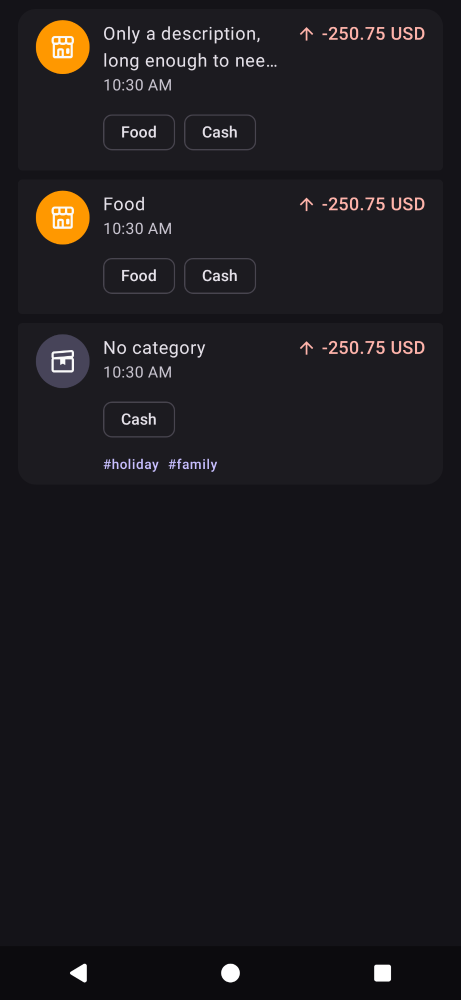 Only a description,
long enough to nee…
↑ -250.75 USD
10:30 AM
Food Cash
Food
↑ -250.75 USD
10:30 AM
Food Cash
No category
↑ -250.75 USD
10:30 AM
Cash
#holiday #family